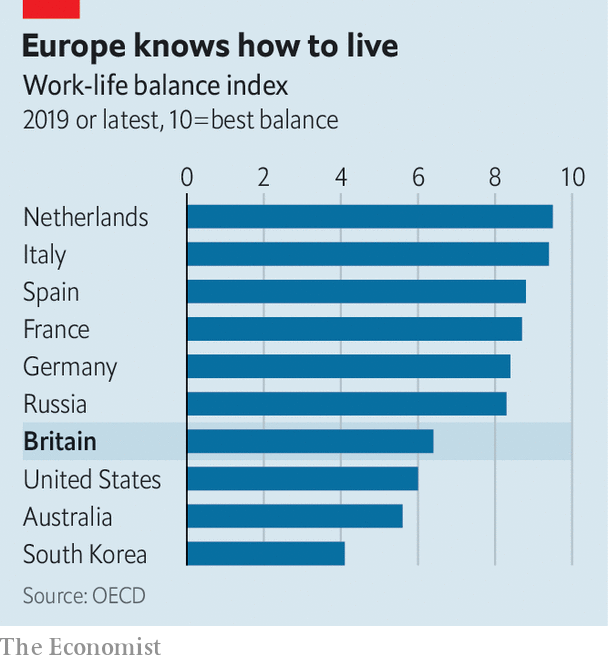 Europe knows how to live
Work-life balance index
2019 or latest, 10=best balance
0 2 4 6 8 10
Netherlands
Italy
Spain
France
Germany
Russia
Britain
United States
Australia
South Korea
Source: OECD
The Economist